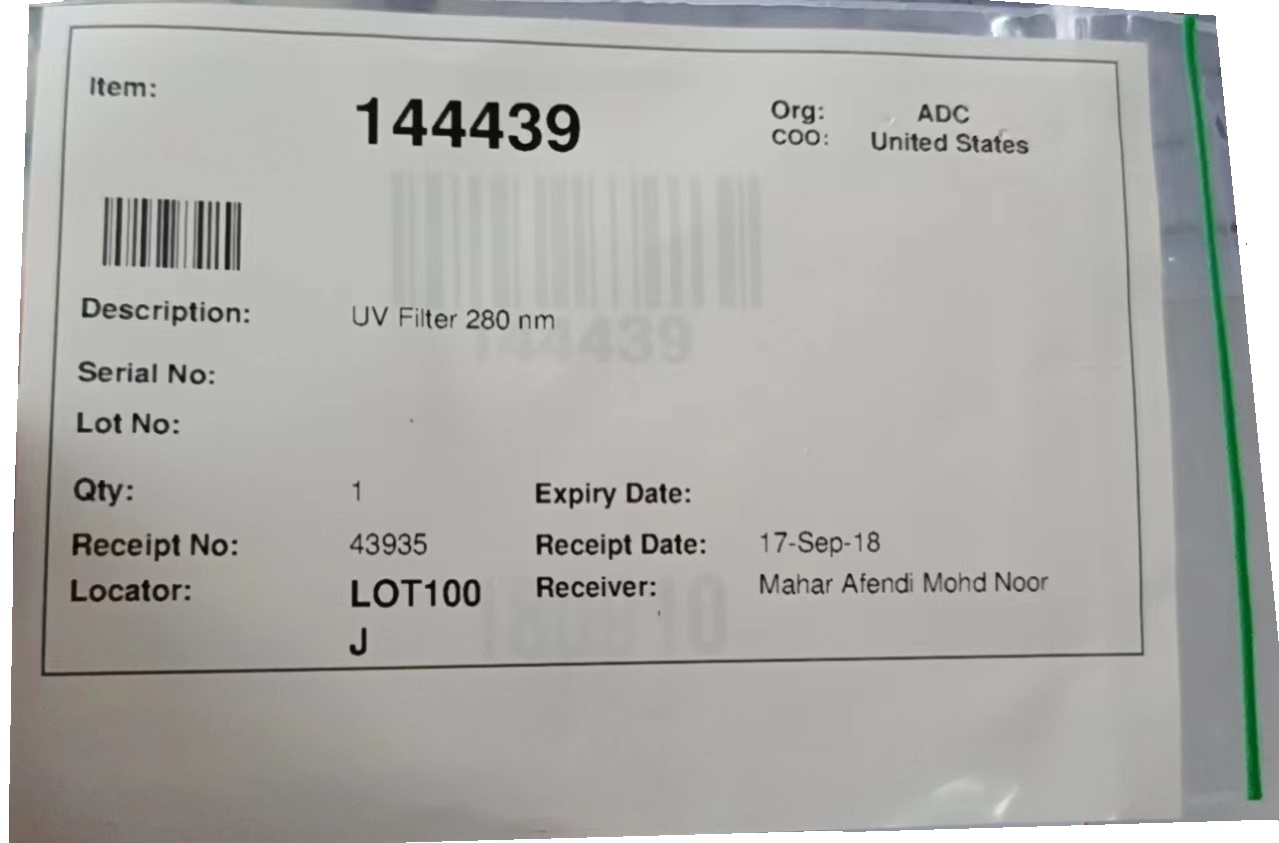 Item: 144439 Org: ADC
COO: United States
Description: UV Filter 280 nm
144439
Serial No:
Lot No:
Qty: 1 Expiry Date:
Receipt No: 43935 Receipt Date: 17-Sep-18
Locator: LOT100 Receiver: Mahar Afendi Mohd Noor
J